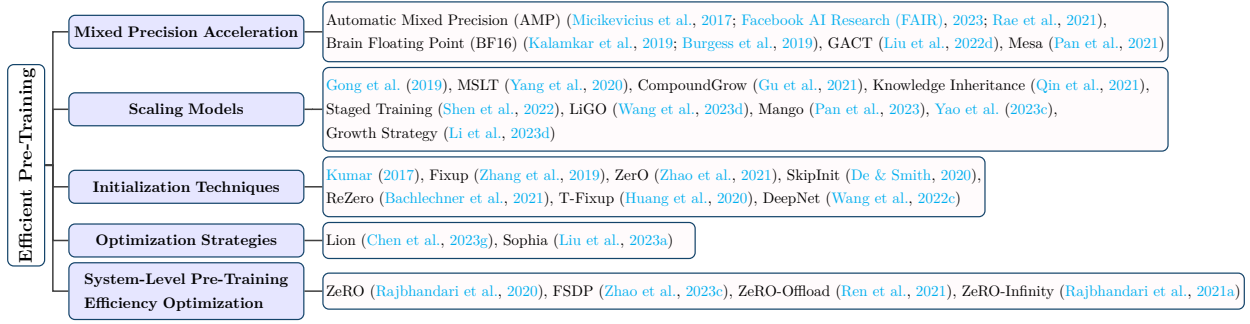 Efficient Pre-Training
Mixed Precision Acceleration
Automatic Mixed Precision (AMP) (Micikevicius et al., 2017; Facebook AI Research (FAIR), 2023; Rae et al., 2021),
Brain Floating Point (BF16) (Kalamkar et al., 2019; Burgess et al., 2019), GACT (Liu et al., 2022d), Mesa (Pan et al., 2021)
Scaling Models
Gong et al. (2019), MSLT (Yang et al., 2020), CompoundGrow (Gu et al., 2021), Knowledge Inheritance (Qin et al., 2021),
Staged Training (Shen et al., 2022), LiGO (Wang et al., 2023d), Mango (Pan et al., 2023), Yao et al. (2023c),
Growth Strategy (Li et al., 2023d)
Initialization Techniques
Kumar (2017), Fixup (Zhang et al., 2019), ZerO (Zhao et al., 2021), SkipInit (De & Smith, 2020),
ReZero (Bachlechner et al., 2021), T-Fixup (Huang et al., 2020), DeepNet (Wang et al., 2022c)
Optimization Strategies
Lion (Chen et al., 2023g), Sophia (Liu et al., 2023a)
System-Level Pre-Training
Efficiency Optimization
ZeRO (Rajbhandari et al., 2020), FSDP (Zhao et al., 2023c), ZeRO-Offload (Ren et al., 2021), ZeRO-Infinity (Rajbhandari et al., 2021a)